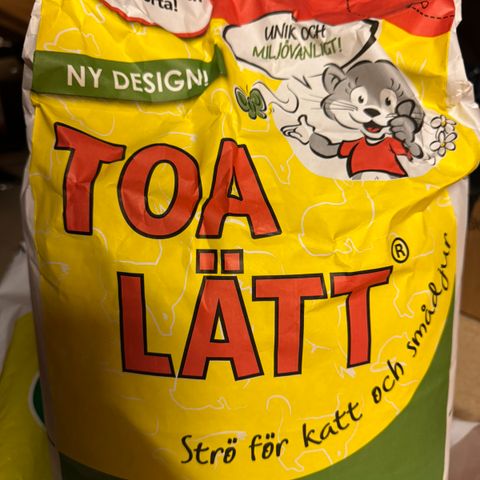 UNIK OCH
MILJÖVÄNLIGT!
NY DESIGN!
TOA
LÄTT®
Strö för katt och smådjur